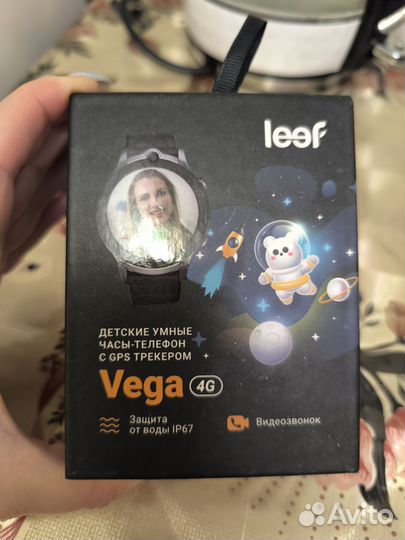 leef
ДЕТСКИЕ УМНЫЕ
ЧАСЫ-ТЕЛЕФОН
С GPS ТРЕКЕРОМ
Vega 4G
Защита
от воды IP67
Видеозвонок
Avito